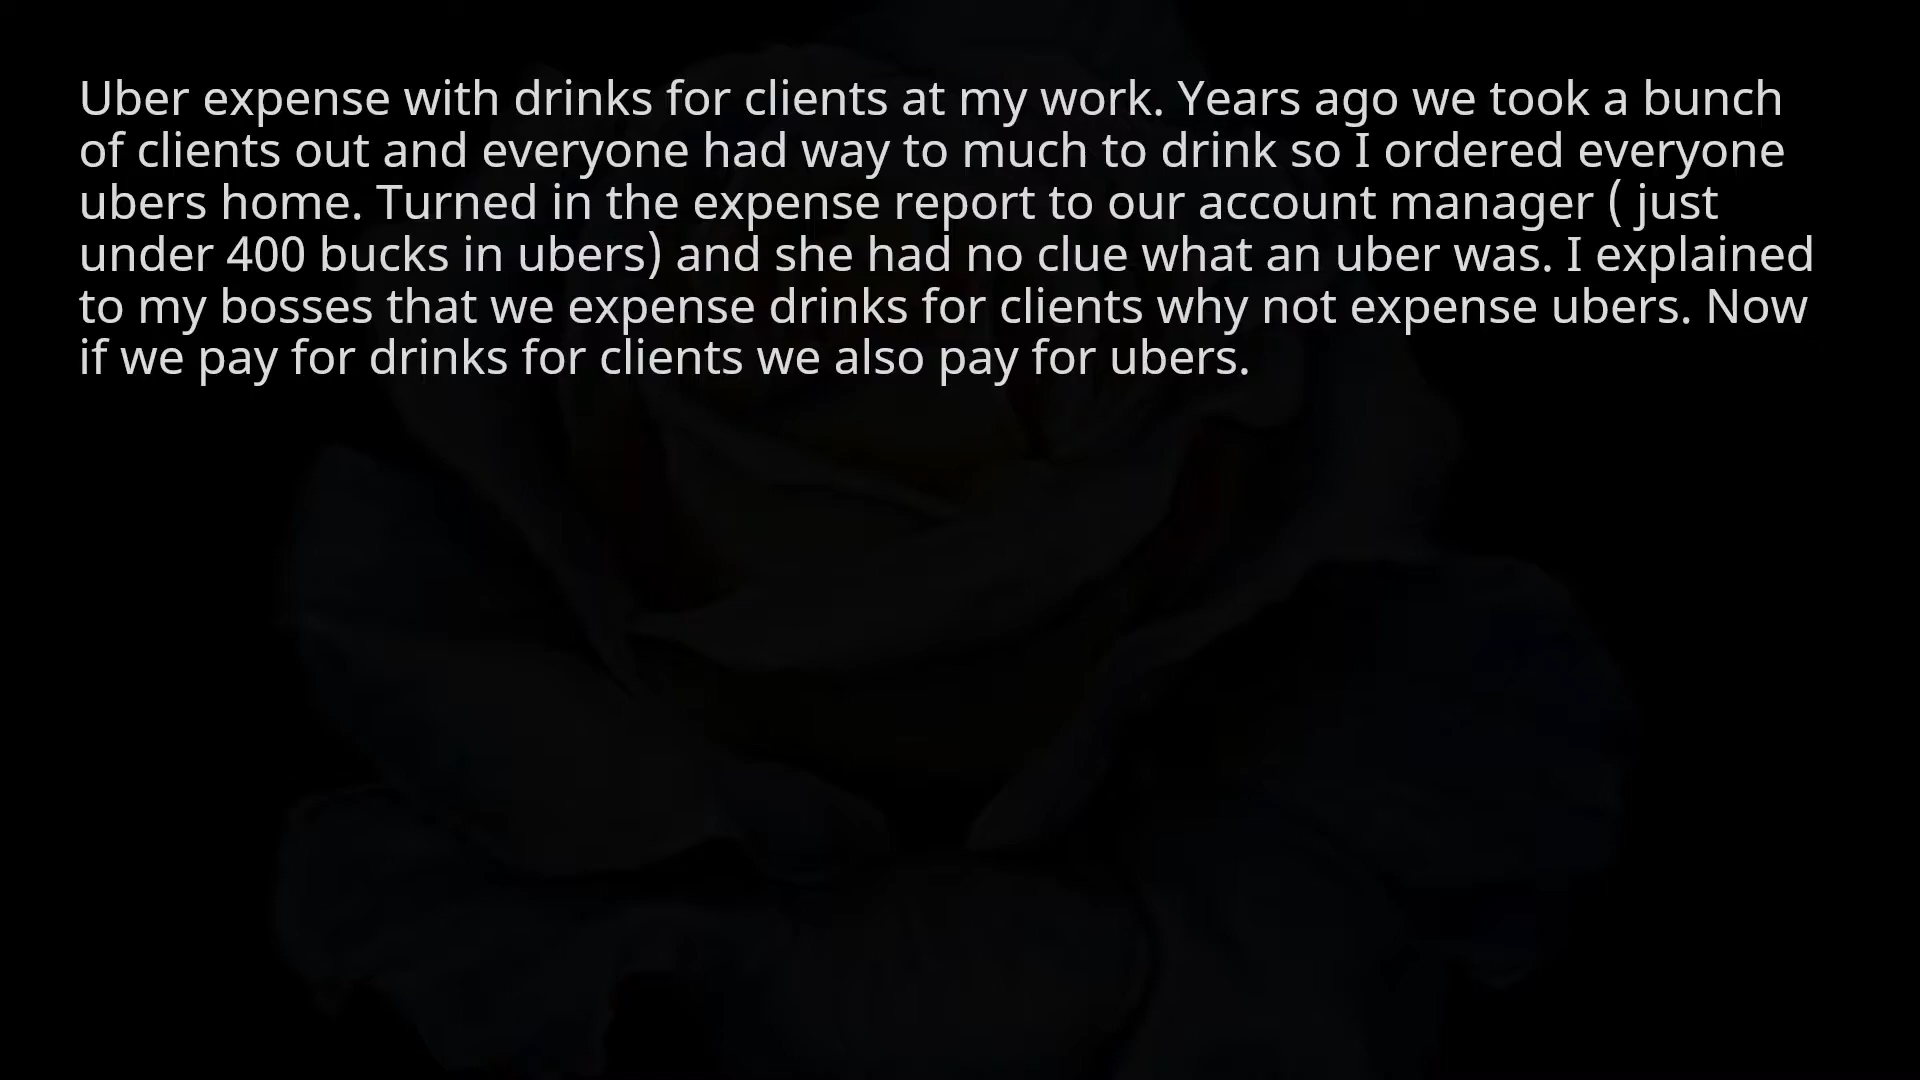 Uber expense with drinks for clients at my work. Years ago we took a bunch
of clients out and everyone had way to much to drink so I ordered everyone
ubers home. Turned in the expense report to our account manager ( just
under 400 bucks in ubers) and she had no clue what an uber was. I explained
to my bosses that we expense drinks for clients why not expense ubers. Now
if we pay for drinks for clients we also pay for ubers.